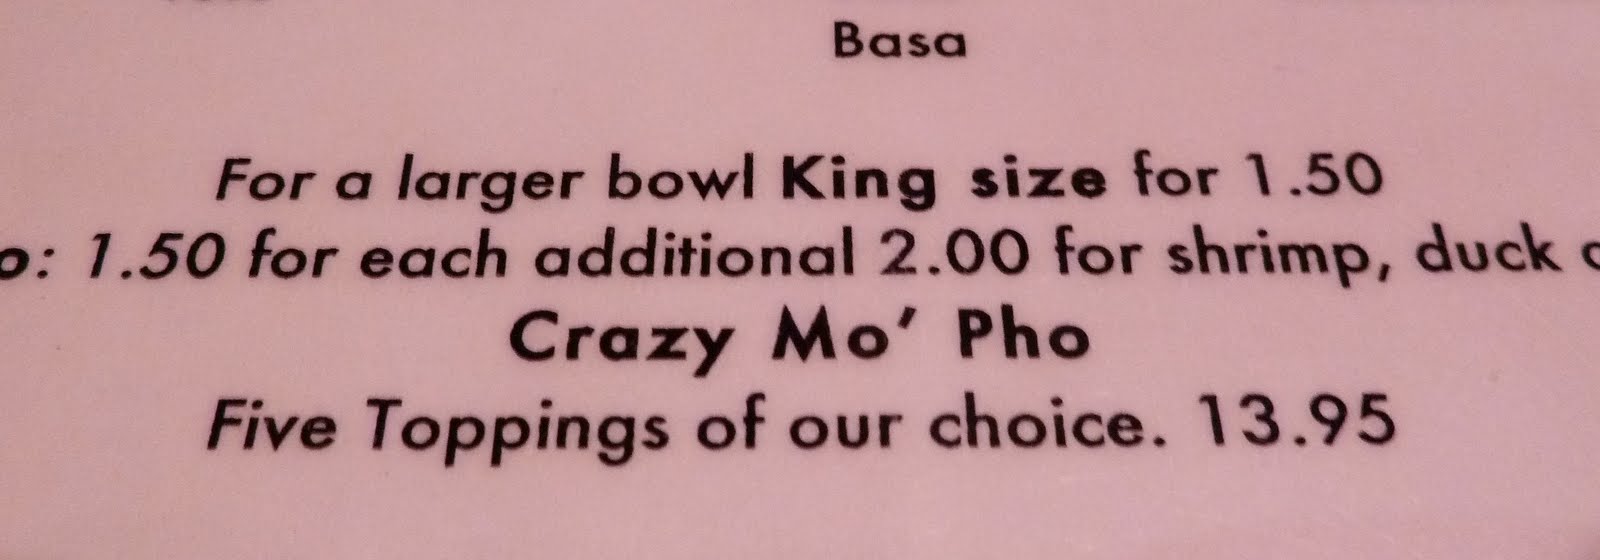 Basa
For a larger bowl King size for 1.50
o: 1.50 for each additional 2.00 for shrimp, duck
Crazy Mo' Pho
Five Toppings of our choice. 13.95